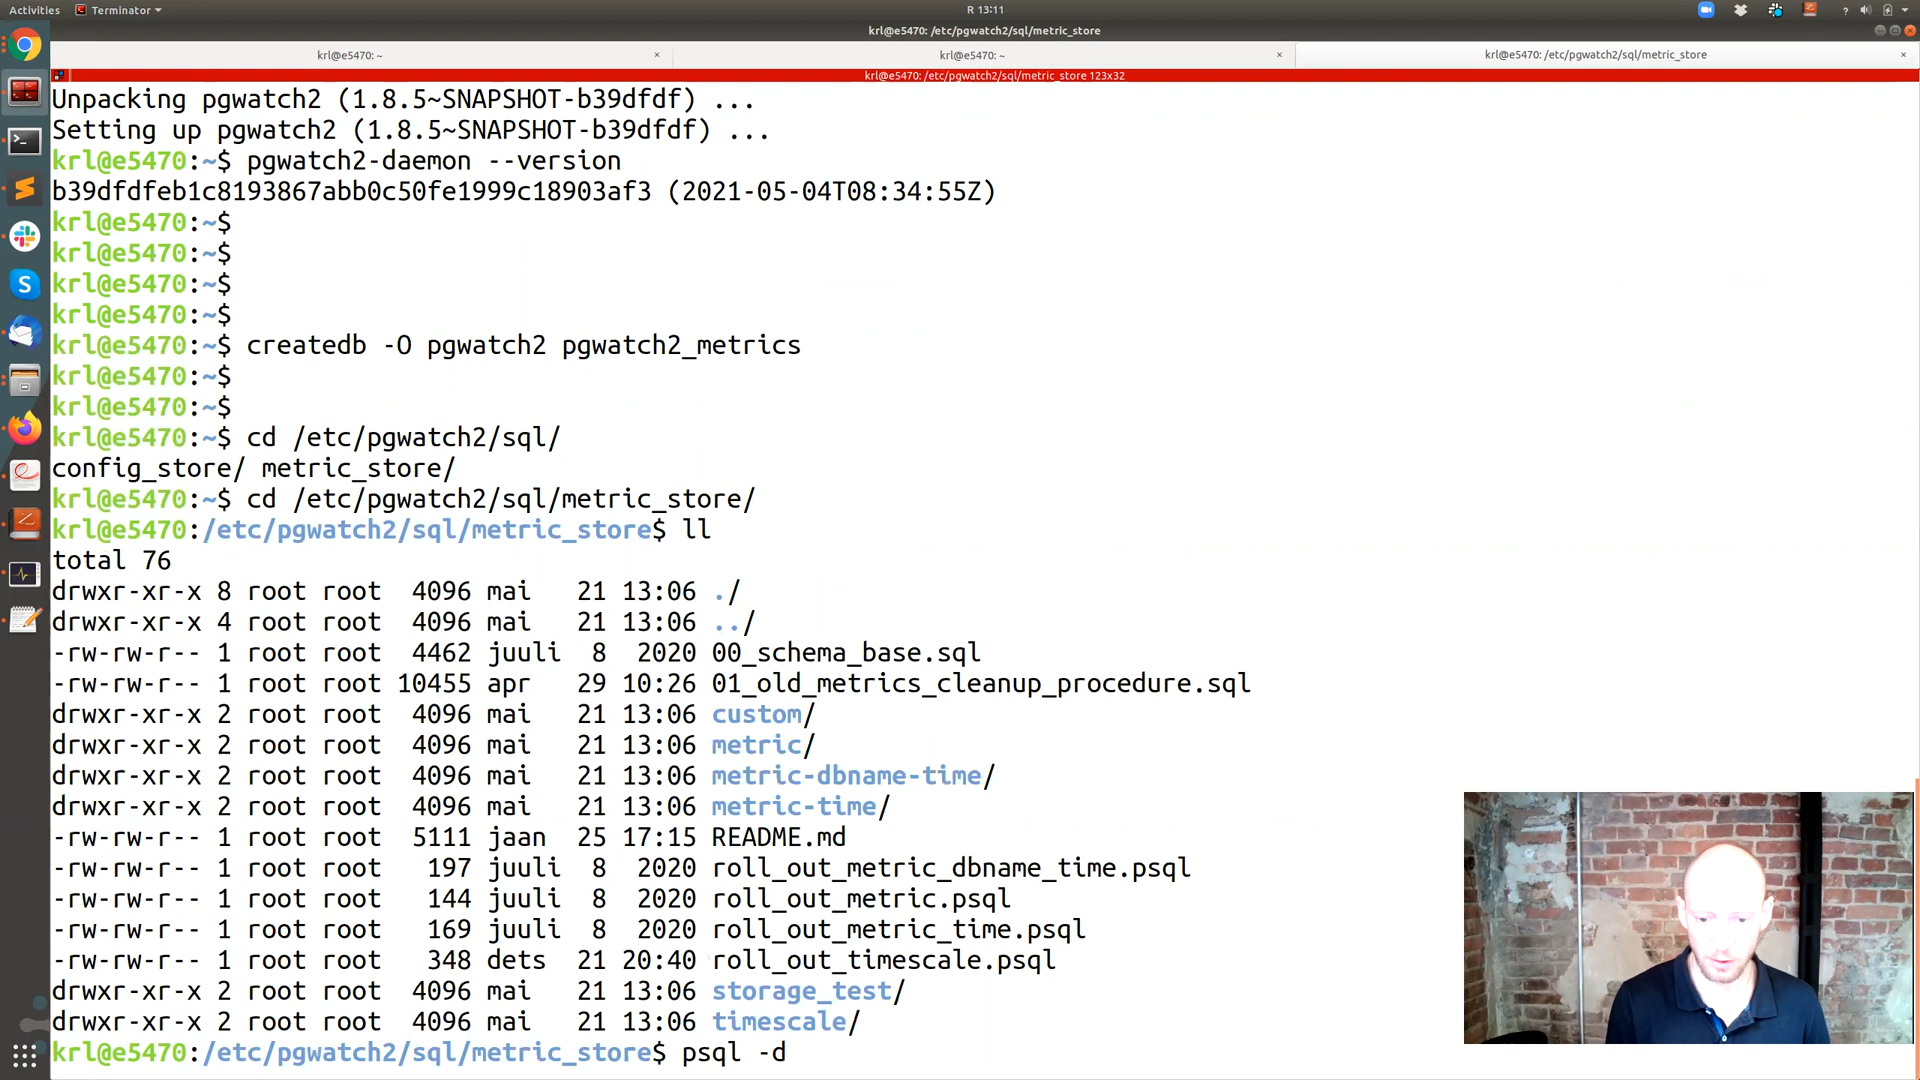 Activities Terminator R 13:11 ?
krl@e5470: /etc/pgwatch2/sql/metric_store
krl@e5470: ~ × krl@e5470: ~ × krl@e5470: /etc/pgwatch2/sql/metric_store ×
krl@e5470: /etc/pgwatch2/sql/metric_store 123x32
Unpacking pgwatch2 (1.8.5~SNAPSHOT-b39dfdf) ...
Setting up pgwatch2 (1.8.5~SNAPSHOT-b39dfdf) ...
krl@e5470:~$ pgwatch2-daemon --version
b39dfdfeb1c8193867abb0c50fe1999c18903af3 (2021-05-04T08:34:55Z)
krl@e5470:~$
krl@e5470:~$
krl@e5470:~$
krl@e5470:~$
krl@e5470:~$ createdb -O pgwatch2 pgwatch2_metrics
krl@e5470:~$
krl@e5470:~$
krl@e5470:~$ cd /etc/pgwatch2/sql/
config_store/ metric_store/
krl@e5470:~$ cd /etc/pgwatch2/sql/metric_store/
krl@e5470:/etc/pgwatch2/sql/metric_store$ ll
total 76
drwxr-xr-x 8 root root  4096 mai   21 13:06 ./
drwxr-xr-x 4 root root  4096 mai   21 13:06 ../
-rw-rw-r-- 1 root root  4462 juuli  8  2020 00_schema_base.sql
-rw-rw-r-- 1 root root 10455 apr   29 10:26 01_old_metrics_cleanup_procedure.sql
drwxr-xr-x 2 root root  4096 mai   21 13:06 custom/
drwxr-xr-x 2 root root  4096 mai   21 13:06 metric/
drwxr-xr-x 2 root root  4096 mai   21 13:06 metric-dbname-time/
drwxr-xr-x 2 root root  4096 mai   21 13:06 metric-time/
-rw-rw-r-- 1 root root  5111 jaan  25 17:15 README.md
-rw-rw-r-- 1 root root   197 juuli  8  2020 roll_out_metric_dbname_time.psql
-rw-rw-r-- 1 root root   144 juuli  8  2020 roll_out_metric.psql
-rw-rw-r-- 1 root root   169 juuli  8  2020 roll_out_metric_time.psql
-rw-rw-r-- 1 root root   348 dets  21 20:40 roll_out_timescale.psql
drwxr-xr-x 2 root root  4096 mai   21 13:06 storage_test/
drwxr-xr-x 2 root root  4096 mai   21 13:06 timescale/
krl@e5470:/etc/pgwatch2/sql/metric_store$ psql -d